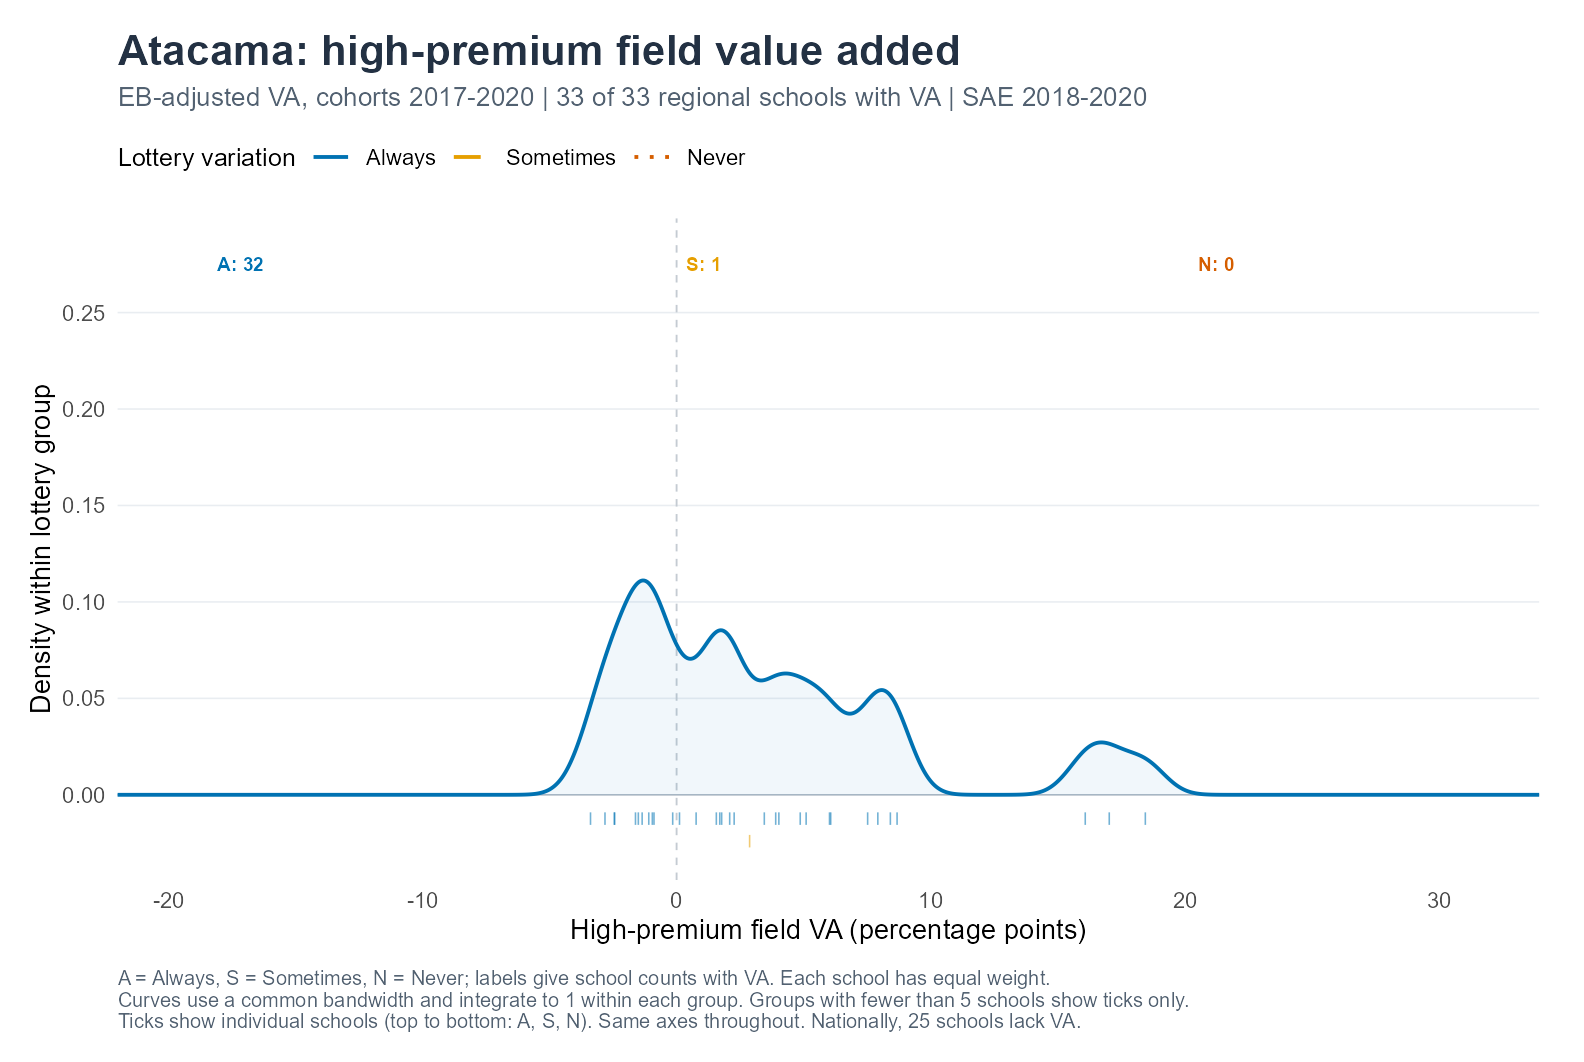 Atacama: high-premium field value added
EB-adjusted VA, cohorts 2017-2020 | 33 of 33 regional schools with VA | SAE 2018-2020
Lottery variation Always Sometimes Never
A: 32 S: 1 N: 0
0.25
0.20
0.15
0.10
0.05
0.00
Density within lottery group
-20 -10 0 10 20 30
High-premium field VA (percentage points)
A = Always, S = Sometimes, N = Never; labels give school counts with VA. Each school has equal weight.
Curves use a common bandwidth and integrate to 1 within each group. Groups with fewer than 5 schools show ticks only.
Ticks show individual schools (top to bottom: A, S, N). Same axes throughout. Nationally, 25 schools lack VA.